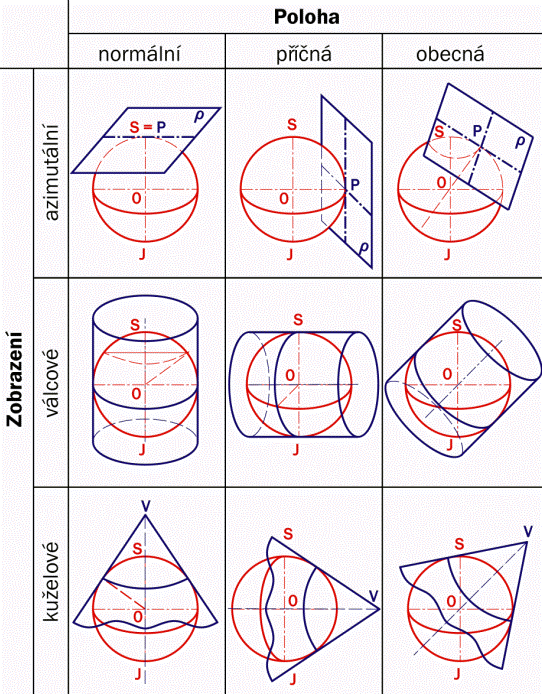 Poloha
normální příčná obecná
Zobrazení
azimutální
S = P ρ
O
J
S
P
O
ρ
J
S P ρ
O
J
válcové
S
O
J
S
O
J
S
O
J
kuželové
V
S
O
J
S
O
V
J
S
V
O
J